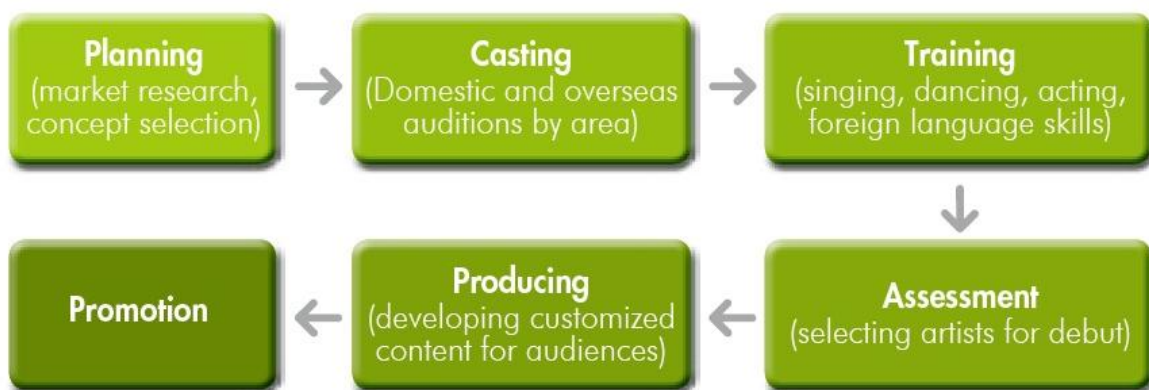 Planning
(market research,
concept selection)
Casting
(Domestic and overseas
auditions by area)
Training
(singing, dancing, acting,
foreign language skills)
Assessment
(selecting artists for debut)
Producing
(developing customized
content for audiences)
Promotion